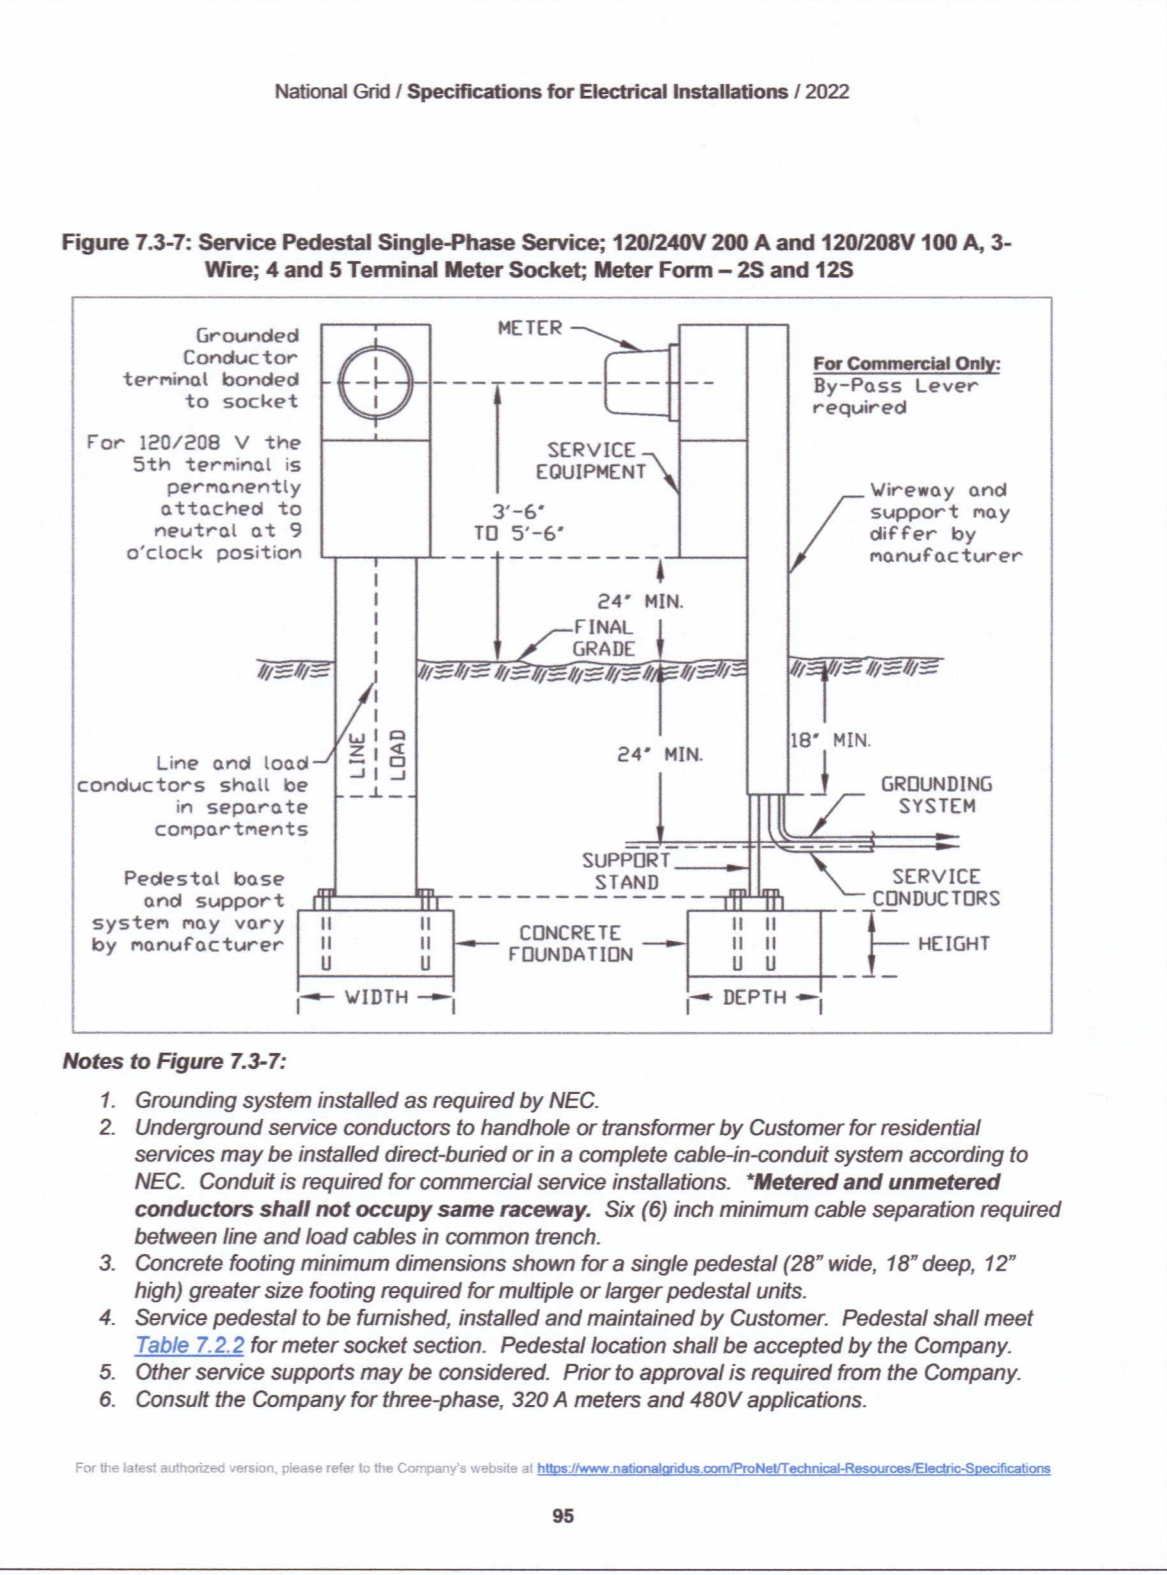 National Grid / Specifications for Electrical Installations / 2022
Figure 7.3-7: Service Pedestal Single-Phase Service; 120/240V 200 A and 120/208V 100 A, 3-
Wire; 4 and 5 Terminal Meter Socket; Meter Form – 2S and 12S
Grounded
Conductor
terminal bonded
to socket
For 120/208 V the
5th terminal is
permanently
attached to
neutral at 9
o'clock position
METER
For Commercial Only:
By-Pass Lever
required
SERVICE
EQUIPMENT
3'-6"
TO 5'-6"
Wireway and
support may
differ by
manufacturer
24" MIN.
FINAL
GRADE
LINE
LOAD
Line and load
conductors shall be
in separate
compartments
24" MIN.
18" MIN.
GROUNDING
SYSTEM
SUPPORT
STAND
SERVICE
CONDUCTORS
Pedestal base
and support
system may vary
by manufacturer
CONCRETE
FOUNDATION
HEIGHT
WIDTH
DEPTH
Notes to Figure 7.3-7:
1. Grounding system installed as required by NEC.
2. Underground service conductors to handhole or transformer by Customer for residential
services may be installed direct-buried or in a complete cable-in-conduit system according to
NEC. Conduit is required for commercial service installations. *Metered and unmetered
conductors shall not occupy same raceway. Six (6) inch minimum cable separation required
between line and load cables in common trench.
3. Concrete footing minimum dimensions shown for a single pedestal (28” wide, 18” deep, 12”
high) greater size footing required for multiple or larger pedestal units.
4. Service pedestal to be furnished, installed and maintained by Customer. Pedestal shall meet
Table 7.2.2 for meter socket section. Pedestal location shall be accepted by the Company.
5. Other service supports may be considered. Prior to approval is required from the Company.
6. Consult the Company for three-phase, 320 A meters and 480V applications.
For the latest authorized version, please refer to the Company's website at https://www.nationalgridus.com/ProNet/Technical-Resources/Electric-Specifications
95